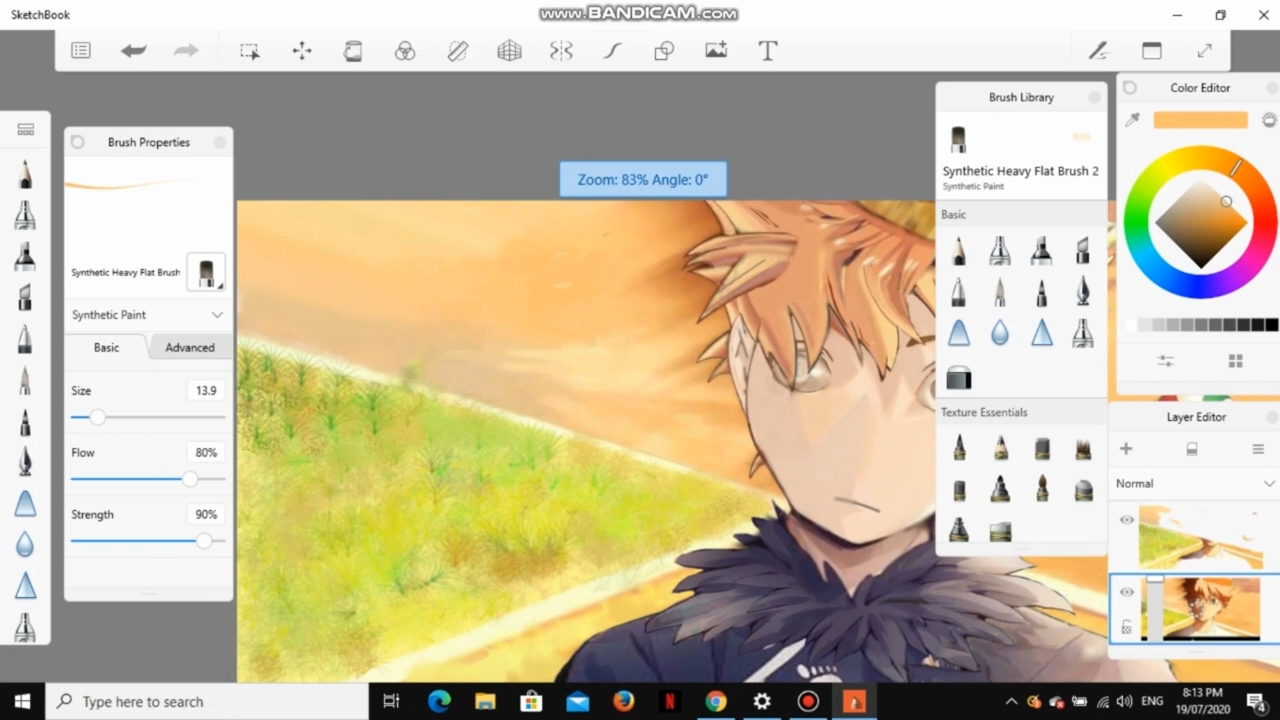 SketchBook
www.BANDICAM.com
T
Brush Properties
Synthetic Heavy Flat Brush
Synthetic Paint
Basic
Advanced
Size
13.9
Flow
80%
Strength
90%
Zoom: 83% Angle: 0°
Brush Library
Synthetic Heavy Flat Brush 2
Synthetic Paint
Basic
Texture Essentials
Color Editor
Layer Editor
Normal
Type here to search
N
ENG
8:13 PM
19/07/2020
4